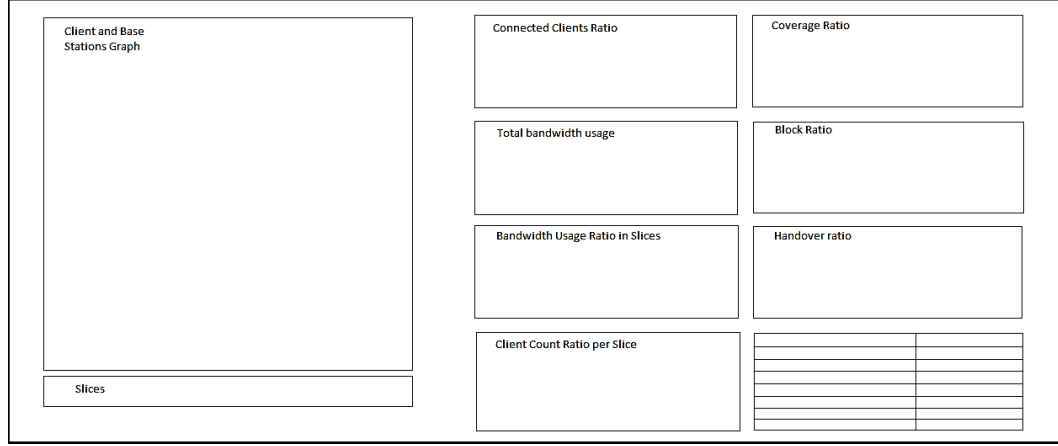 Client and Base
Stations Graph
Slices
Connected Clients Ratio
Coverage Ratio
Total bandwidth usage
Block Ratio
Bandwidth Usage Ratio in Slices
Handover ratio
Client Count Ratio per Slice